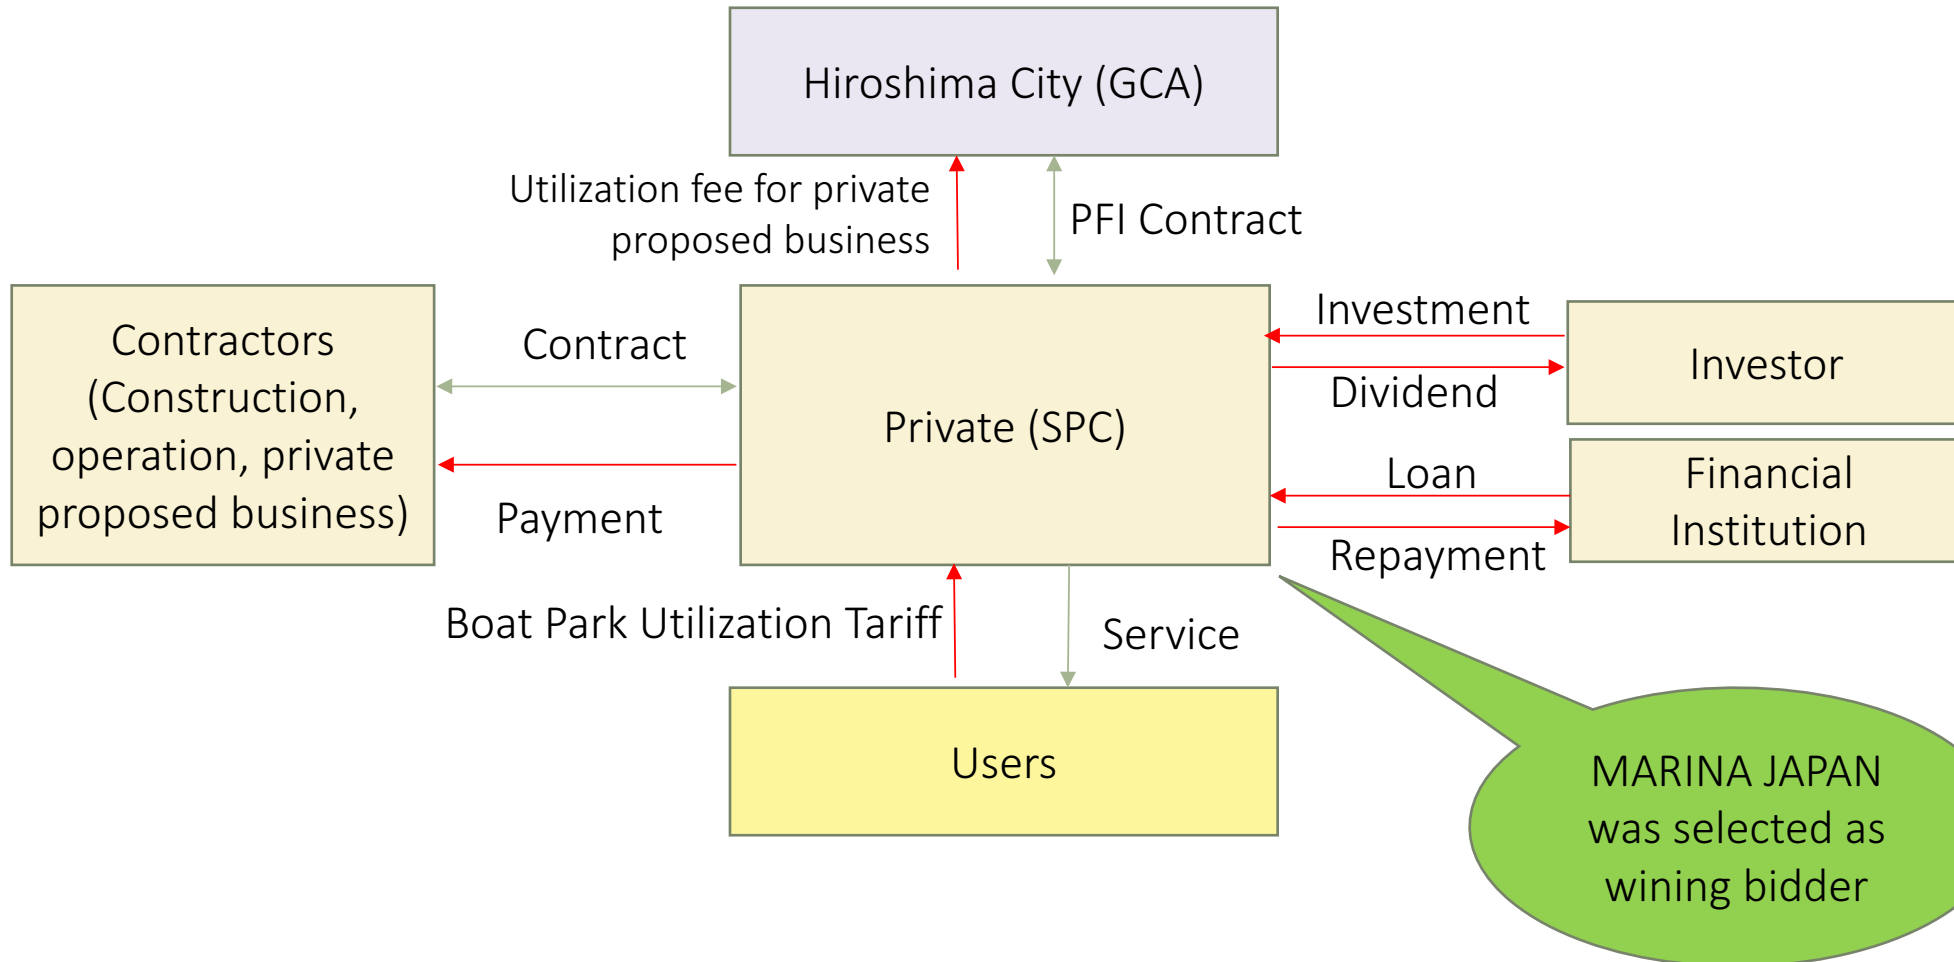 Hiroshima City (GCA)
Utilization fee for private
proposed business
PFI Contract
Contractors
(Construction,
operation, private
proposed business)
Contract
Payment
Private (SPC)
Investment
Dividend
Investor
Loan
Repayment
Financial
Institution
Boat Park Utilization Tariff
Service
Users
MARINA JAPAN
was selected as
wining bidder